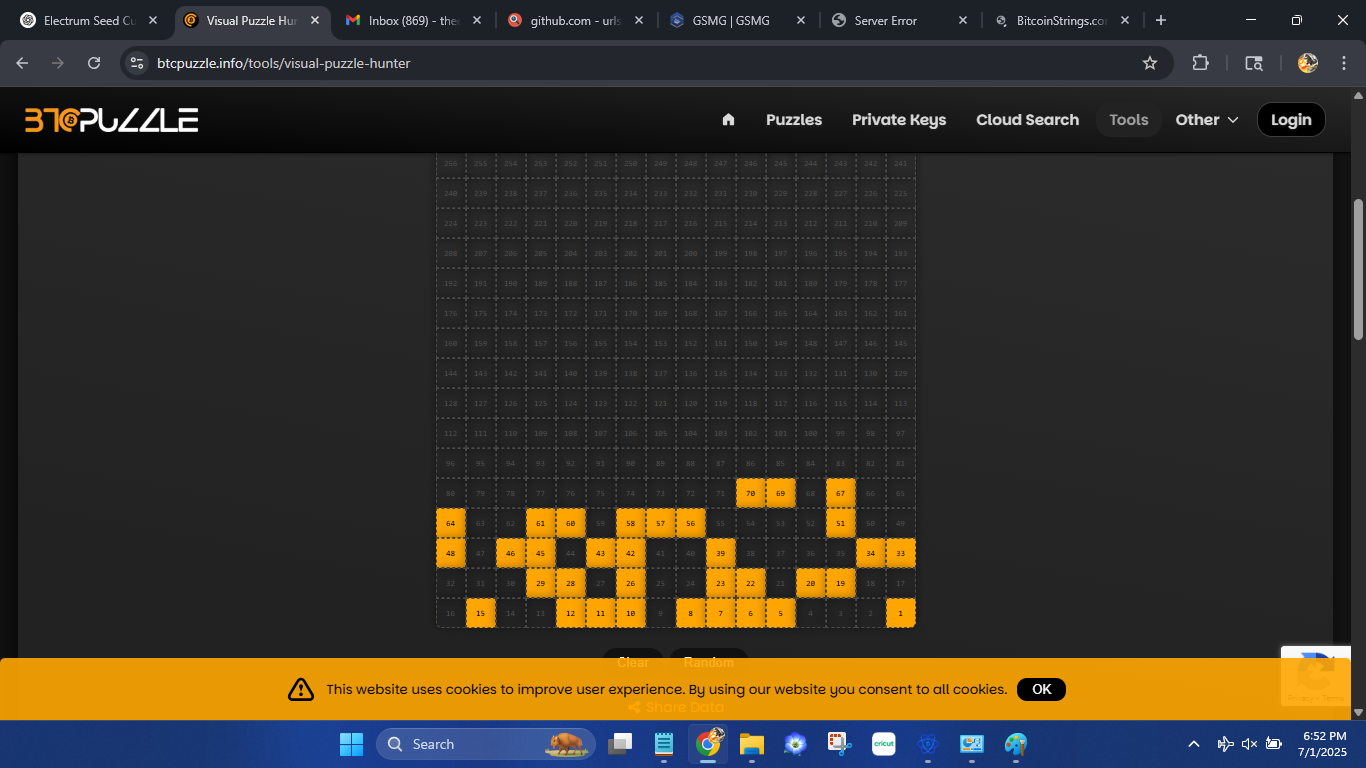 Electrum Seed Cu
Visual Puzzle Hun
Inbox (869) - thee
github.com - urls
GSMG | GSMG
Server Error
BitcoinStrings.co
btcpuzzle.info/tools/visual-puzzle-hunter
BTCPUZZLE
Puzzles
Private Keys
Cloud Search
Tools
Other
Login
256 255 254 253 252 251 250 249 248 247 246 245 244 243 242 241
240 239 238 237 236 235 234 233 232 231 230 229 228 227 226 225
224 223 222 221 220 219 218 217 216 215 214 213 212 211 210 209
208 207 206 205 204 203 202 201 200 199 198 197 196 195 194 193
192 191 190 189 188 187 186 185 184 183 182 181 180 179 178 177
176 175 174 173 172 171 170 169 168 167 166 165 164 163 162 161
160 159 158 157 156 155 154 153 152 151 150 149 148 147 146 145
144 143 142 141 140 139 138 137 136 135 134 133 132 131 130 129
128 127 126 125 124 123 122 121 120 119 118 117 116 115 114 113
112 111 110 109 108 107 106 105 104 103 102 101 100 99 98 97
96 95 94 93 92 91 90 89 88 87 86 85 84 83 82 81
80 79 78 77 76 75 74 73 72 71 70 69 68 67 66 65
64 63 62 61 60 59 58 57 56 55 54 53 52 51 50 49
48 47 46 45 44 43 42 41 40 39 38 37 36 35 34 33
32 31 30 29 28 27 26 25 24 23 22 21 20 19 18 17
16 15 14 13 12 11 10 9 8 7 6 5 4 3 2 1
Clear
Random
This website uses cookies to improve user experience. By using our website you consent to all cookies.
OK
Share Data
Privacy - Terms
Search
cricut
6:52 PM
7/1/2025